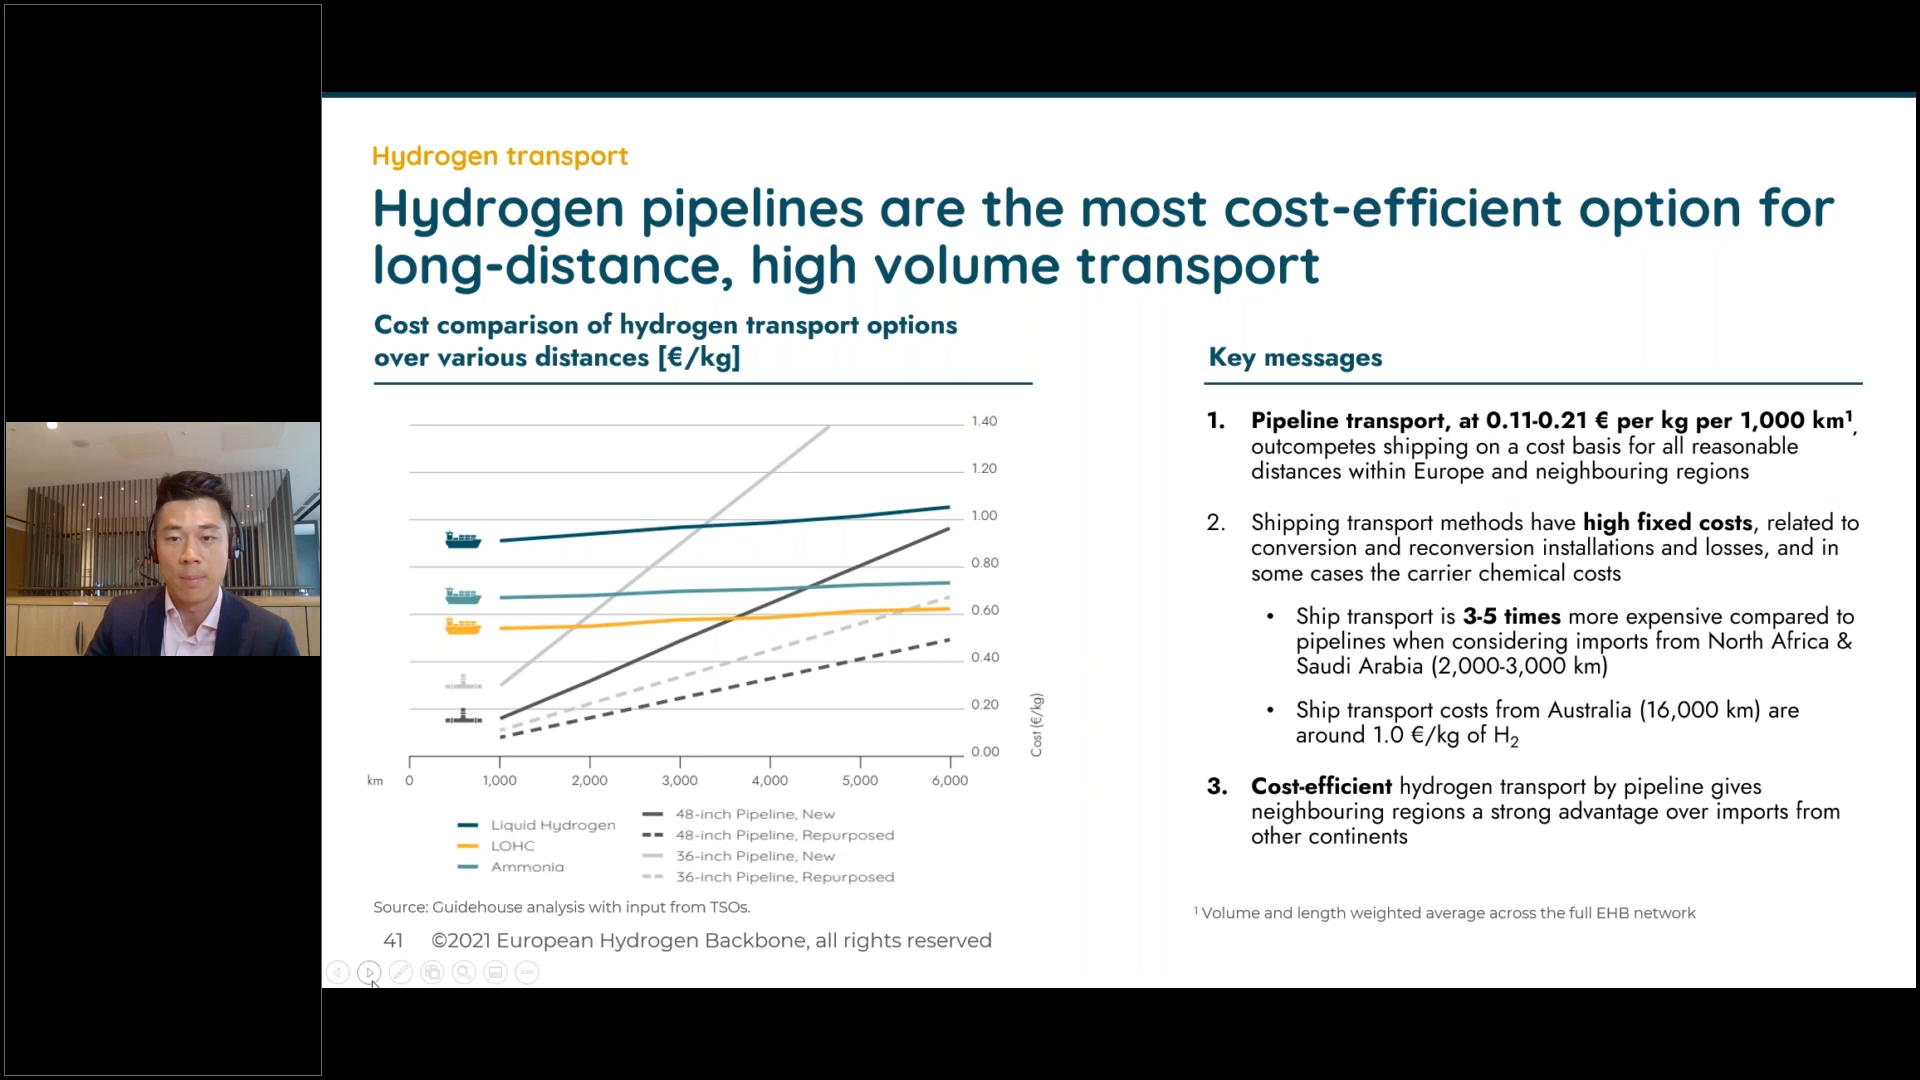 Hydrogen transport
Hydrogen pipelines are the most cost-efficient option for
long-distance, high volume transport
Cost comparison of hydrogen transport options
over various distances [€/kg]
1.40
1.20
1.00
0.80
0.60
0.40
0.20
0.00
Cost (€/kg)
km 0 1,000 2,000 3,000 4,000 5,000 6,000
Liquid Hydrogen
LOHC
Ammonia
48-inch Pipeline, New
48-inch Pipeline, Repurposed
36-inch Pipeline, New
36-inch Pipeline, Repurposed
Source: Guidehouse analysis with input from TSOs.
Key messages
1. Pipeline transport, at 0.11-0.21 € per kg per 1,000 km¹,
outcompetes shipping on a cost basis for all reasonable
distances within Europe and neighbouring regions
2. Shipping transport methods have high fixed costs, related to
conversion and reconversion installations and losses, and in
some cases the carrier chemical costs
• Ship transport is 3-5 times more expensive compared to
pipelines when considering imports from North Africa &
Saudi Arabia (2,000-3,000 km)
• Ship transport costs from Australia (16,000 km) are
around 1.0 €/kg of H₂
3. Cost-efficient hydrogen transport by pipeline gives
neighbouring regions a strong advantage over imports from
other continents
¹ Volume and length weighted average across the full EHB network
41 ©2021 European Hydrogen Backbone, all rights reserved